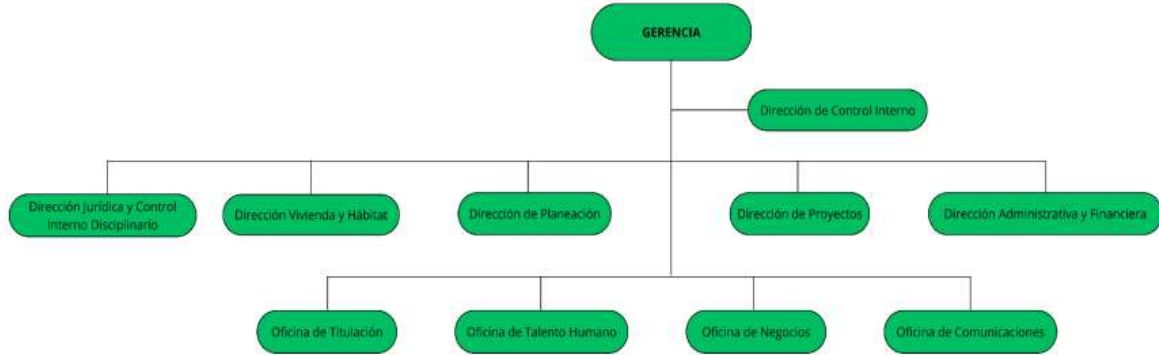 GERENCIA
Dirección de Control Interno
Dirección Jurídica y Control
Interno Disciplinario
Dirección Vivienda y Hábitat
Dirección de Planeación
Dirección de Proyectos
Dirección Administrativa y Financiera
Oficina de Titulación
Oficina de Talento Humano
Oficina de Negocios
Oficina de Comunicaciones